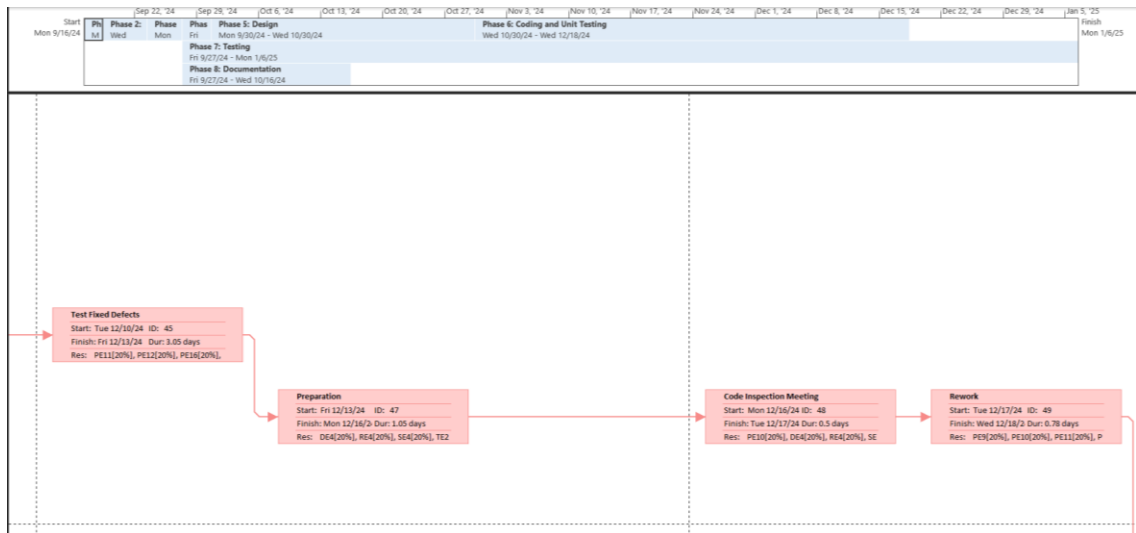 Sep 22, '24 Sep 29, '24 Oct 6, '24 Oct 13, '24 Oct 20, '24 Oct 27, '24 Nov 3, '24 Nov 10, '24 Nov 17, '24 Nov 24, '24 Dec 1, '24 Dec 8, '24 Dec 15, '24 Dec 22, '24 Dec 29, '24 Jan 5, '25
Start
Mon 9/16/24
Ph
M
Phase 2:
Wed
Phase
Mon
Phas
Fri
Phase 5: Design
Mon 9/30/24 - Wed 10/30/24
Phase 6: Coding and Unit Testing
Wed 10/30/24 - Wed 12/18/24
Finish
Mon 1/6/25
Phase 7: Testing
Fri 9/27/24 - Mon 1/6/25
Phase 8: Documentation
Fri 9/27/24 - Wed 10/16/24
Test Fixed Defects
Start: Tue 12/10/24 ID: 45
Finish: Fri 12/13/24 Dur: 3.05 days
Res: PE11[20%], PE12[20%], PE16[20%],
Preparation
Start: Fri 12/13/24 ID: 47
Finish: Mon 12/16/2 Dur: 1.05 days
Res: DE4[20%], RE4[20%], SE4[20%], TE2
Code Inspection Meeting
Start: Mon 12/16/24 ID: 48
Finish: Tue 12/17/24 Dur: 0.5 days
Res: PE10[20%], DE4[20%], RE4[20%], SE
Rework
Start: Tue 12/17/24 ID: 49
Finish: Wed 12/18/2 Dur: 0.78 days
Res: PE9[20%], PE10[20%], PE11[20%], P